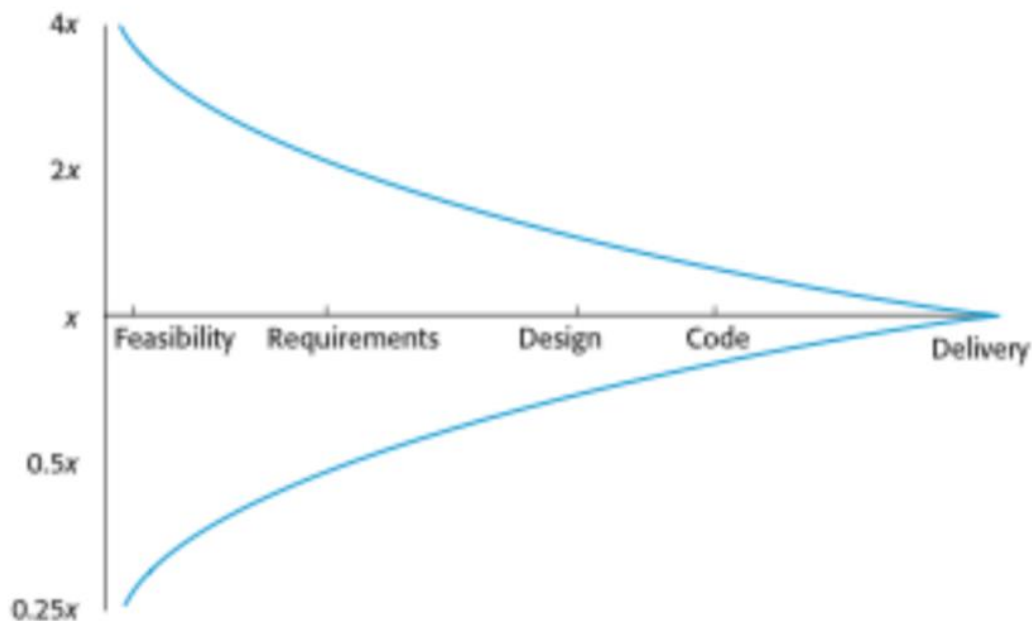 4x
2x
x
Feasibility Requirements Design Code Delivery
0.5x
0.25x